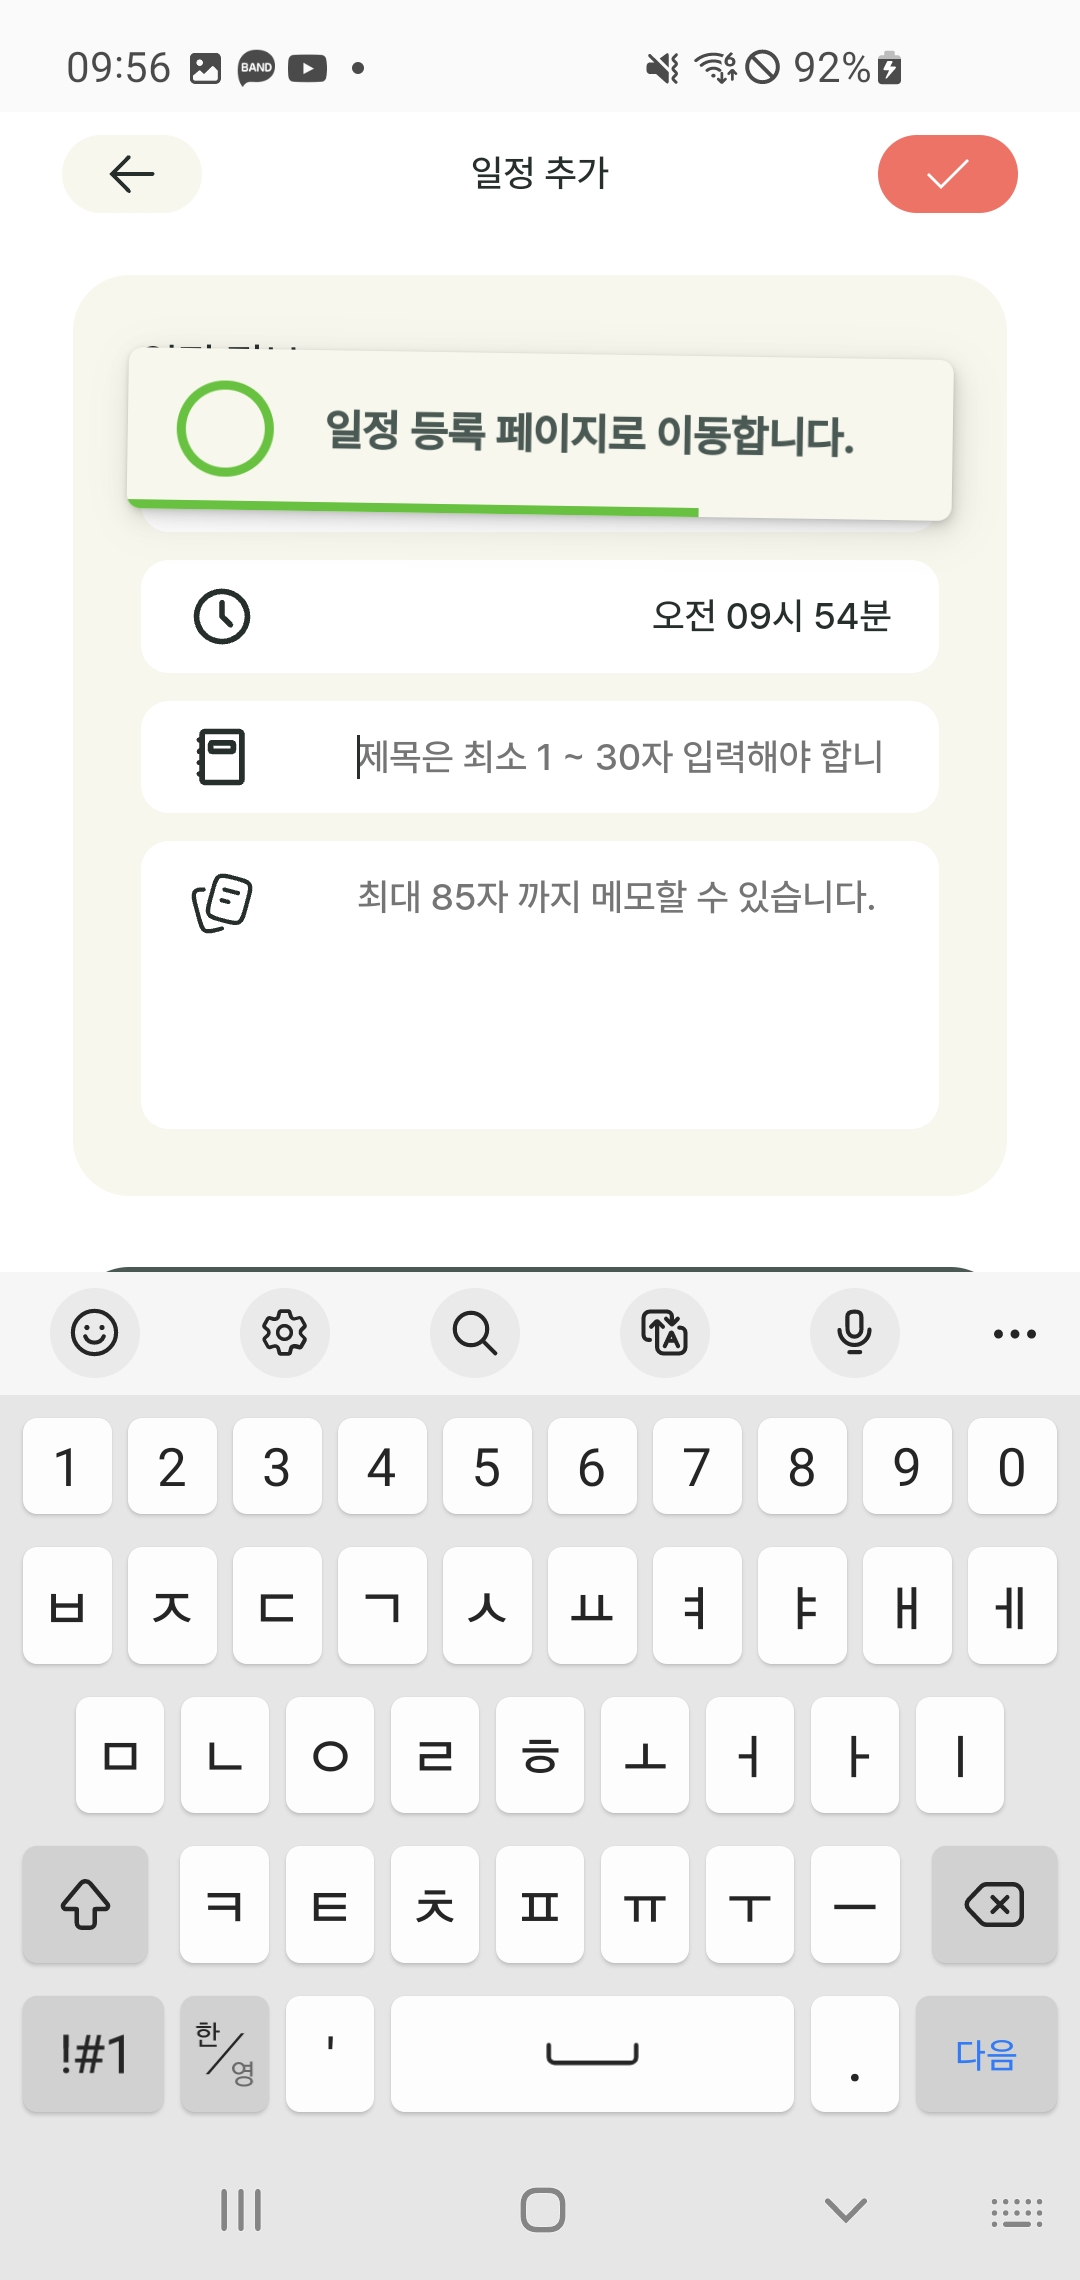 09:56 BAND 6 92%
일정 추가
일정 등록 페이지로 이동합니다.
오전 09시 54분
제목은 최소 1 ~ 30자 입력해야 합니
최대 85자 까지 메모할 수 있습니다.
1 2 3 4 5 6 7 8 9 0
ㅂ ㅈ ㄷ ㄱ ㅅ ㅛ ㅕ ㅑ ㅐ ㅔ
ㅁ ㄴ ㅇ ㄹ ㅎ ㅗ ㅓ ㅏ ㅣ
ㅋ ㅌ ㅊ ㅍ ㅠ ㅜ ㅡ
!#1 한/영 ' . 다음